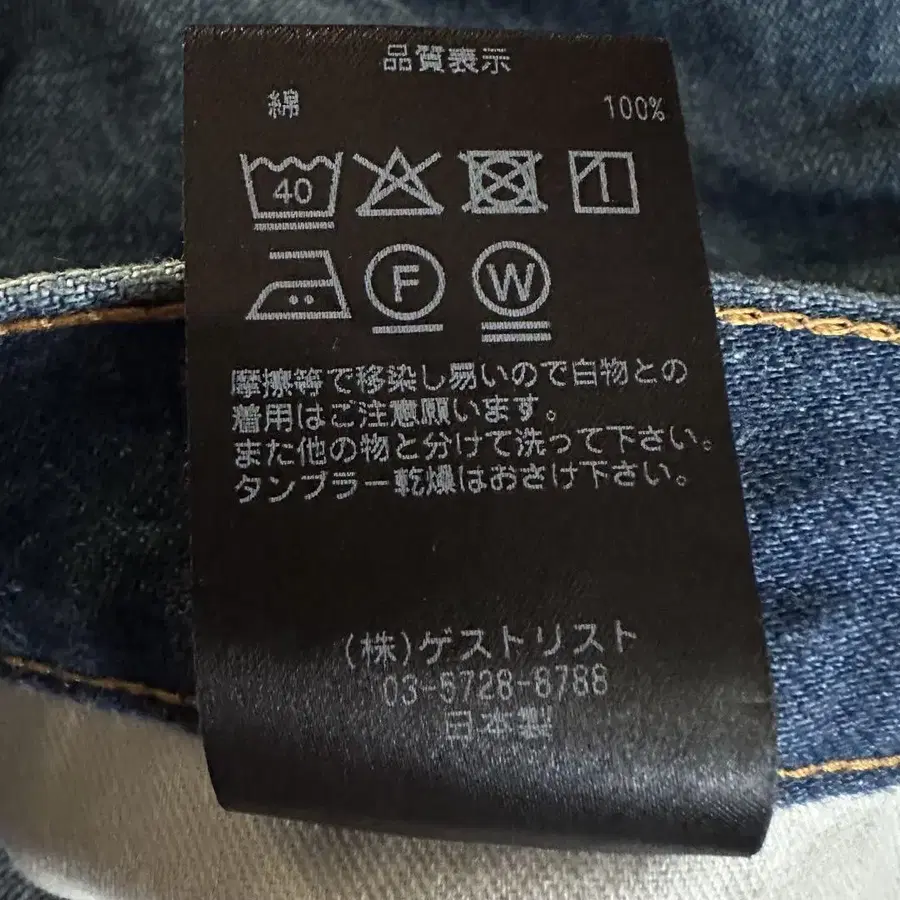 品質表示
綿 100%
40
F W
摩擦等で移染し易いので白物との
着用はご注意願います。
また他の物と分けて洗って下さい。
タンブラー乾燥はおさけ下さい。
(株)ゲストリスト
03-5728-8788
日本製